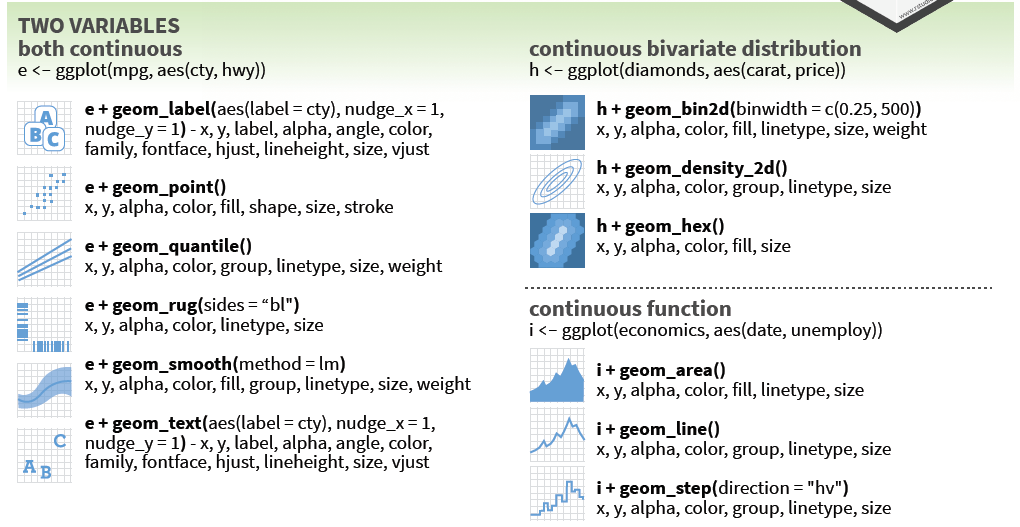 TWO VARIABLES
both continuous
e <- ggplot(mpg, aes(cty, hwy))
A
B
C
e + geom_label(aes(label = cty), nudge_x = 1,
nudge_y = 1) - x, y, label, alpha, angle, color,
family, fontface, hjust, lineheight, size, vjust
e + geom_point()
x, y, alpha, color, fill, shape, size, stroke
e + geom_quantile()
x, y, alpha, color, group, linetype, size, weight
e + geom_rug(sides = “bl")
x, y, alpha, color, linetype, size
e + geom_smooth(method = lm)
x, y, alpha, color, fill, group, linetype, size, weight
C
A B
e + geom_text(aes(label = cty), nudge_x = 1,
nudge_y = 1) - x, y, label, alpha, angle, color,
family, fontface, hjust, lineheight, size, vjust
continuous bivariate distribution
h <- ggplot(diamonds, aes(carat, price))
h + geom_bin2d(binwidth = c(0.25, 500))
x, y, alpha, color, fill, linetype, size, weight
h + geom_density_2d()
x, y, alpha, color, group, linetype, size
h + geom_hex()
x, y, alpha, color, fill, size
continuous function
i <- ggplot(economics, aes(date, unemploy))
i + geom_area()
x, y, alpha, color, fill, linetype, size
i + geom_line()
x, y, alpha, color, group, linetype, size
i + geom_step(direction = "hv")
x, y, alpha, color, group, linetype, size